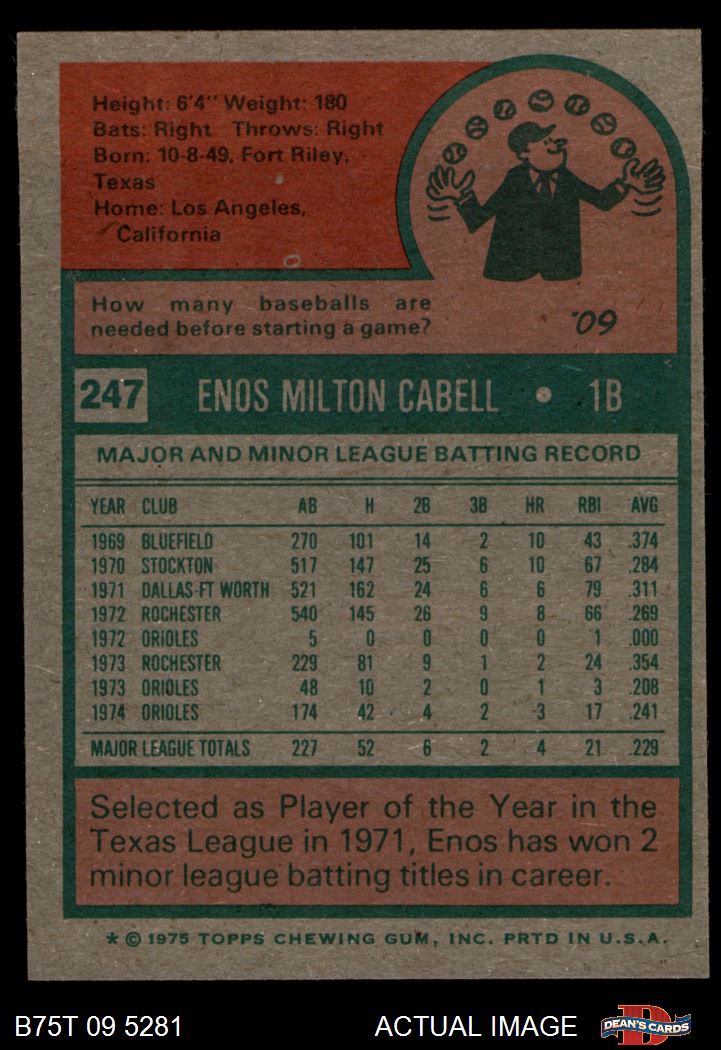 Height: 6'4" Weight: 180
Bats: Right Throws: Right
Born: 10-8-49, Fort Riley,
Texas
Home: Los Angeles,
California
How many baseballs are
needed before starting a game?
.09
247 ENOS MILTON CABELL • 1B
MAJOR AND MINOR LEAGUE BATTING RECORD
YEAR CLUB AB H 2B 3B HR RBI AVG
1969 BLUEFIELD 270 101 14 2 10 43 .374
1970 STOCKTON 517 147 25 6 10 67 .284
1971 DALLAS-FT WORTH 521 162 24 6 6 79 .311
1972 ROCHESTER 540 145 26 9 8 66 .269
1972 ORIOLES 5 0 0 0 0 1 .000
1973 ROCHESTER 229 81 9 1 2 24 .354
1973 ORIOLES 48 10 2 0 1 3 .208
1974 ORIOLES 174 42 4 2 3 17 .241
MAJOR LEAGUE TOTALS 227 52 6 2 4 21 .229
Selected as Player of the Year in the
Texas League in 1971, Enos has won 2
minor league batting titles in career.
* © 1975 TOPPS CHEWING GUM, INC. PRTD IN U.S.A.
B75T 09 5281 ACTUAL IMAGE DEAN'S CARDS